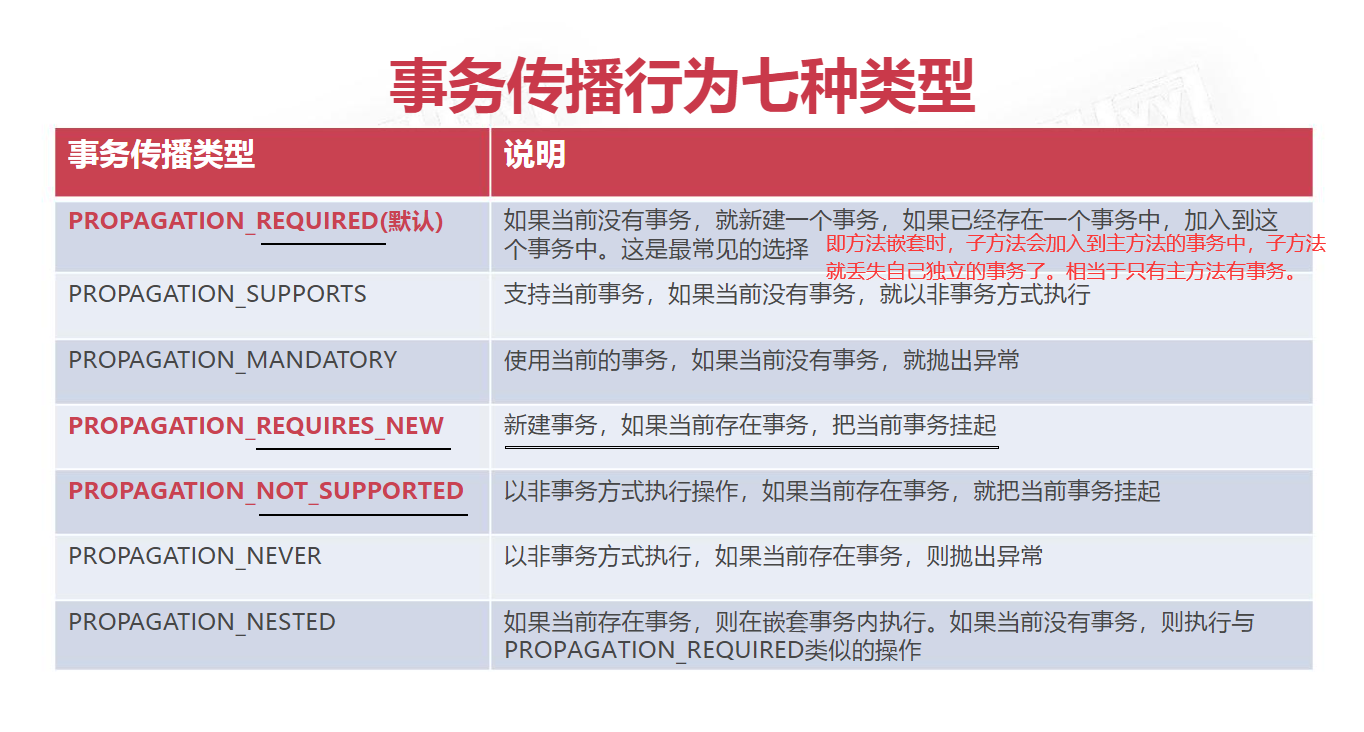 事务传播行为七种类型
事务传播类型
说明
PROPAGATION_REQUIRED(默认)
如果当前没有事务，就新建一个事务，如果已经存在一个事务中，加入到这
个事务中。这是最常见的选择
即方法嵌套时，子方法会加入到主方法的事务中，子方法
就丢失自己独立的事务了。相当于只有主方法有事务。
PROPAGATION_SUPPORTS
支持当前事务，如果当前没有事务，就以非事务方式执行
PROPAGATION_MANDATORY
使用当前的事务，如果当前没有事务，就抛出异常
PROPAGATION_REQUIRES_NEW
新建事务，如果当前存在事务，把当前事务挂起
PROPAGATION_NOT_SUPPORTED
以非事务方式执行操作，如果当前存在事务，就把当前事务挂起
PROPAGATION_NEVER
以非事务方式执行，如果当前存在事务，则抛出异常
PROPAGATION_NESTED
如果当前存在事务，则在嵌套事务内执行。如果当前没有事务，则执行与
PROPAGATION_REQUIRED类似的操作